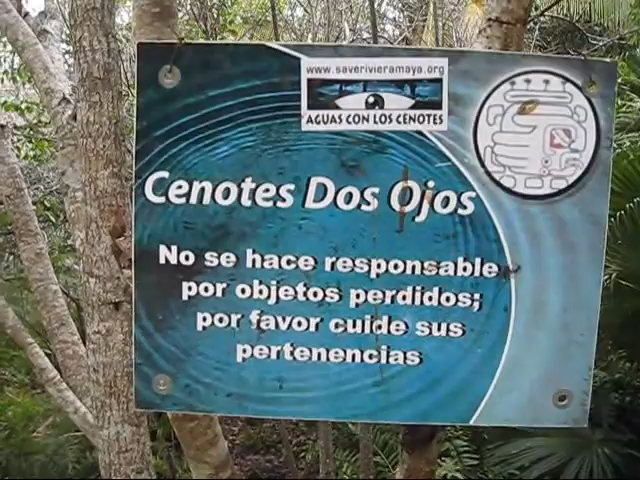 www.saverivieramaya.org
AGUAS CON LOS CENOTES
Cenotes Dos Ojos
No se hace responsable
por objetos perdidos;
por favor cuide sus
pertenencias